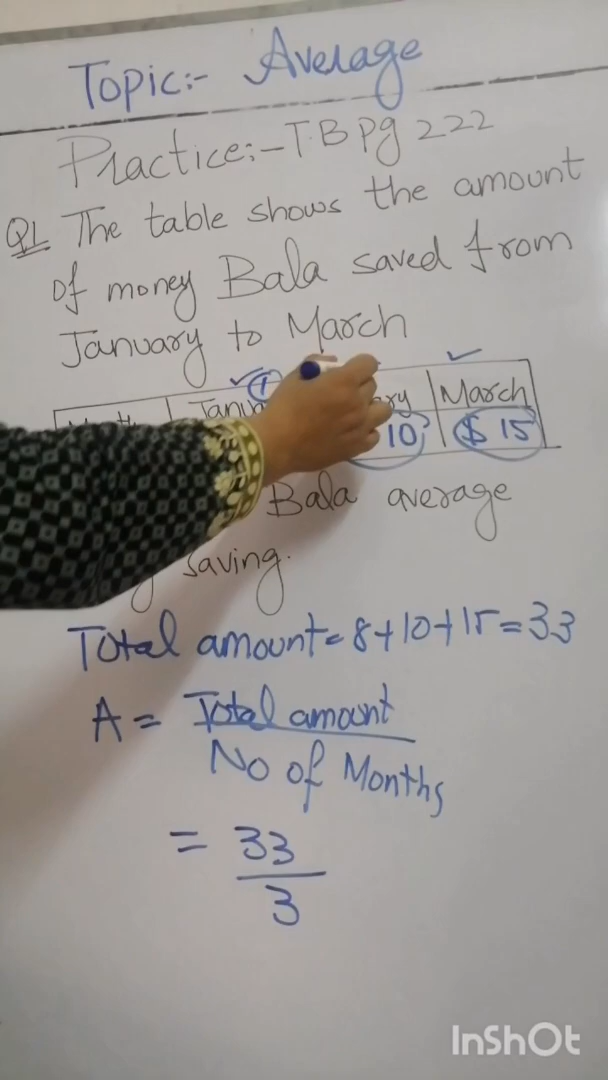 Topic:- Average
Practice:- T.B pg 222
Q1 The table shows the amount
of money Bala saved from
January to March
1
March
10 $ 15
Bala average
saving.
Total amount = 8+10+15 = 33
A = Total amount
No of Months
= 33
3
InShOt